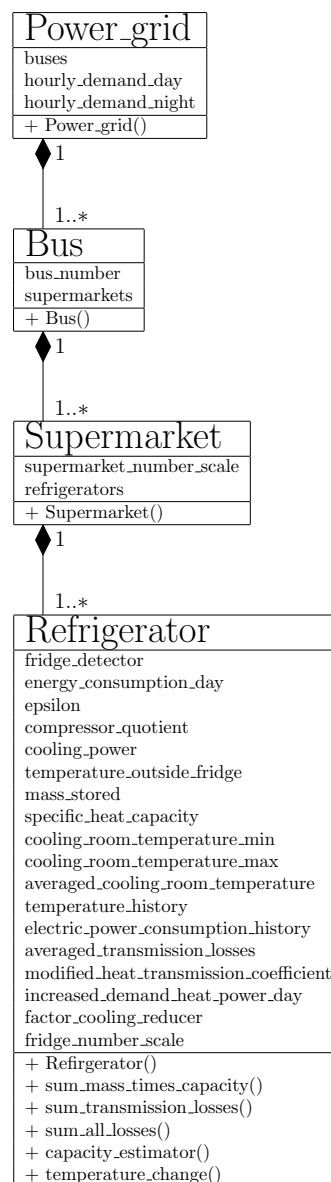 Power_grid
buses
hourly_demand_day
hourly_demand_night
+ Power_grid()
1
1..*
Bus
bus_number
supermarkets
+ Bus()
1
1..*
Supermarket
supermarket_number_scale
refrigerators
+ Supermarket()
1
1..*
Refrigerator
fridge_detector
energy_consumption_day
epsilon
compressor_quotient
cooling_power
temperature_outside_fridge
mass_stored
specific_heat_capacity
cooling_room_temperature_min
cooling_room_temperature_max
averaged_cooling_room_temperature
temperature_history
electric_power_consumption_history
averaged_transmission_losses
modified_heat_transmission_coefficient
increased_demand_heat_power_day
factor_cooling_reducer
fridge_number_scale
+ Refirgerator()
+ sum_mass_times_capacity()
+ sum_transmission_losses()
+ sum_all_losses()
+ capacity_estimator()
+ temperature_change()